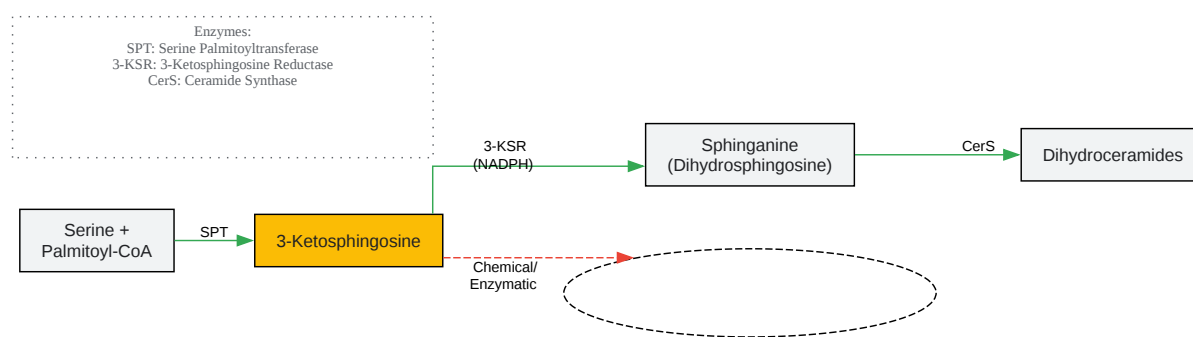 Enzymes:
SPT: Serine Palmitoyltransferase
3-KSR: 3-Ketosphingosine Reductase
CerS: Ceramide Synthase
3-KSR
(NADPH)
Sphinganine
(Dihydrosphingosine)
CerS
Dihydroceramides
Serine +
Palmitoyl-CoA
SPT
3-Ketosphingosine
Chemical/
Enzymatic